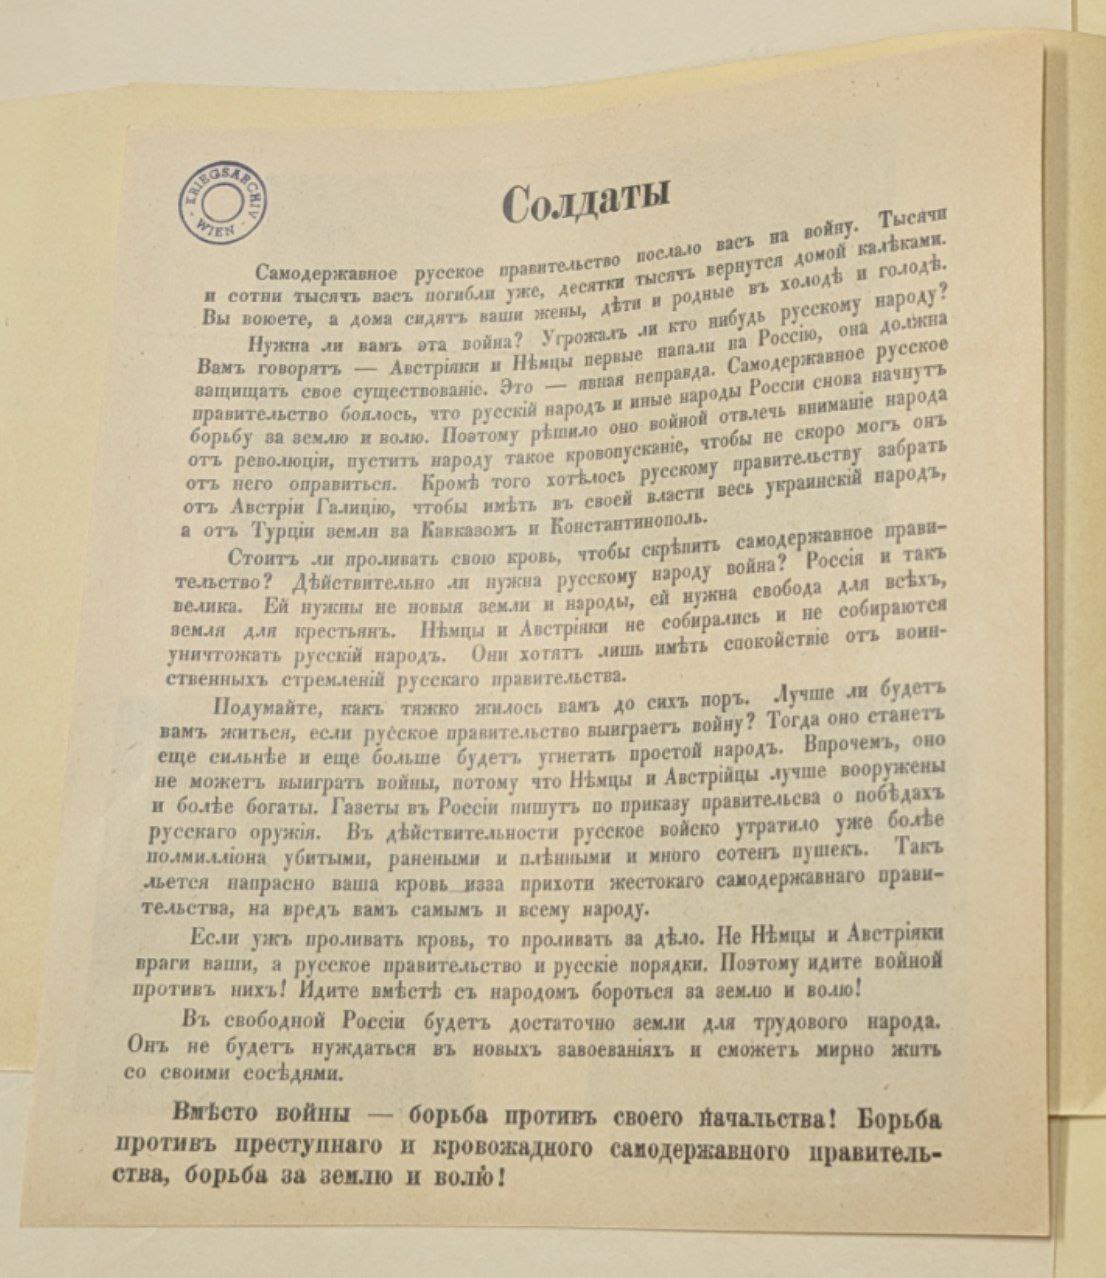 KRIEGSARCHIV
WIEN
Солдаты
Самодержавное русское правительство послало васъ на войну. Тысячи
и сотни тысячъ васъ погибли уже, десятки тысячъ вернутся домой калѣками.
Вы воюете, а дома сидятъ ваши жены, дѣти и родные въ холодѣ и голодѣ.
Нужна ли вамъ эта война? Угрожалъ ли кто нибудь русскому народу?
Вамъ говорятъ — Австріяки и Нѣмцы первые напали на Россію, она должна
защищать свое существованіе. Это — явная неправда. Самодержавное русское
правительство боялось, что русскій народъ и иные народы Россіи снова начнутъ
борьбу за землю и волю. Поэтому рѣшило оно войной отвлечь вниманіе народа
отъ революціи, пустить народу такое кровопусканіе, чтобы не скоро могъ онъ
отъ него оправиться. Кромѣ того хотѣлось русскому правительству забрать
отъ Австріи Галицію, чтобы имѣть въ своей власти весь украинскій народъ,
а отъ Турціи земли за Кавказомъ и Константинополь.
Стоитъ ли проливать свою кровь, чтобы скрѣпить самодержавное прави-
тельство? Дѣйствительно ли нужна русскому народу война? Россія и такъ
велика. Ей нужны не новыя земли и народы, ей нужна свобода для всѣхъ,
земля для крестьянъ. Нѣмцы и Австріяки не собирались и не собираются
уничтожать русскій народъ. Они хотятъ лишь имѣть спокойствіе отъ воин-
ственныхъ стремленій русскаго правительства.
Подумайте, какъ тяжко жилось вамъ до сихъ поръ. Лучше ли будетъ
вамъ житься, если русское правительство выиграетъ войну? Тогда оно станетъ
еще сильнѣе и еще больше будетъ угнетать простой народъ. Впрочемъ, оно
не можетъ выиграть войны, потому что Нѣмцы и Австрійцы лучше вооружены
и болѣе богаты. Газеты въ Россіи пишутъ по приказу правительсва о побѣдахъ
русскаго оружія. Въ дѣйствительности русское войско утратило уже болѣе
полмилліона убитыми, ранеными и плѣнными и много сотенъ пушекъ. Такъ
льется напрасно ваша кровь изза прихоти жестокаго самодержавнаго прави-
тельства, на вредъ вамъ самымъ и всему народу.
Если ужъ проливать кровь, то проливать за дѣло. Не Нѣмцы и Австріяки
враги ваши, а русское правительство и русскіе порядки. Поэтому идите войной
противъ нихъ! Идите вмѣстѣ съ народомъ бороться за землю и волю!
Въ свободной Россіи будетъ достаточно земли для трудового народа.
Онъ не будетъ нуждаться въ новыхъ завоеваніяхъ и сможетъ мирно жить
со своими сосѣдями.
Вмѣсто войны — борьба противъ своего начальства! Борьба
противъ преступнаго и кровожадного самодержавного правитель-
ства, борьба за землю и волю!